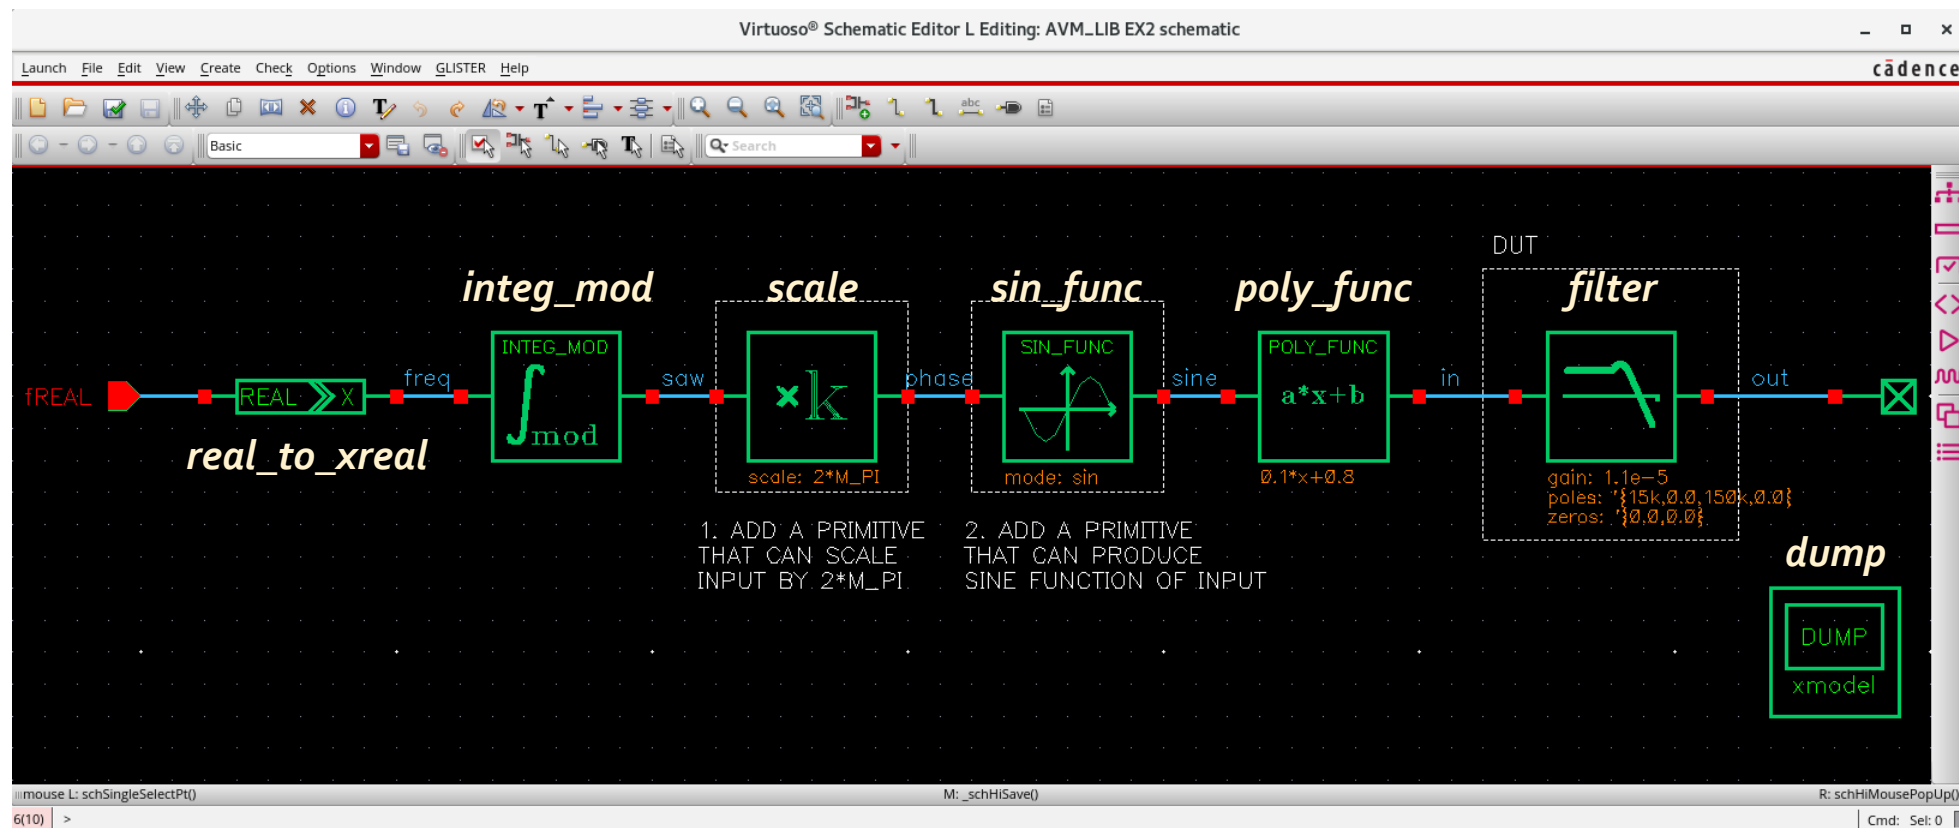 Virtuoso® Schematic Editor L Editing: AVM_LIB EX2 schematic
Launch File Edit View Create Check Options Window GLISTER Help
cādence
abc
Basic
Search
DUT
integ_mod scale sin_func poly_func filter
INTEG_MOD SIN_FUNC POLY_FUNC
fREAL REAL X freq saw phase sine in out
mod ×k a*x+b
real_to_xreal
scale: 2*M_PI mode: sin 0.1*x+0.8 gain: 1.1e-5
poles: '{15k,0.0,150k,0.0}
zeros: '{0.0,0.0}
1. ADD A PRIMITIVE
THAT CAN SCALE
INPUT BY 2*M_PI
2. ADD A PRIMITIVE
THAT CAN PRODUCE
SINE FUNCTION OF INPUT
dump
DUMP
xmodel
mouse L: schSingleSelectPt() M: _schHiSave() R: schHiMousePopUp()
6(10) > Cmd: Sel: 0